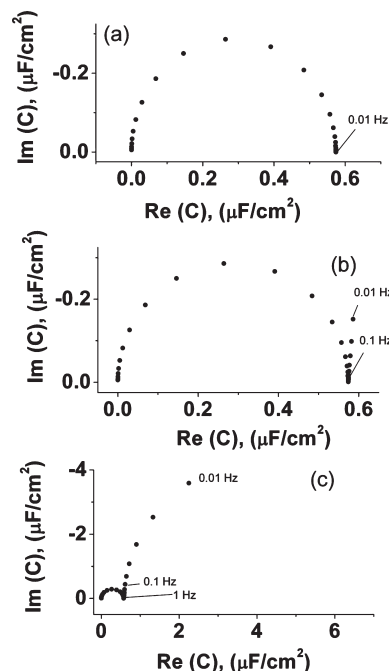 (a)
-0.2
0.0
Im (C), (μF/cm²)
0.01 Hz
0.0 0.2 0.4 0.6
Re (C), (μF/cm²)
(b)
-0.2
0.0
Im (C), (μF/cm²)
0.01 Hz
0.1 Hz
0.0 0.2 0.4 0.6
Re (C), (μF/cm²)
(c)
-4
-2
0
Im (C), (μF/cm²)
0.01 Hz
0.1 Hz
1 Hz
0 2 4 6
Re (C), (μF/cm²)